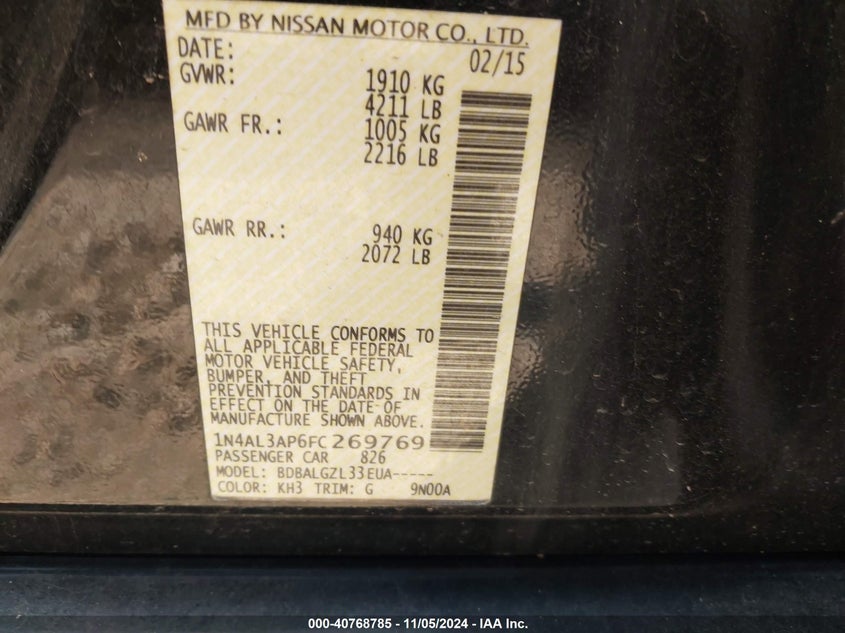 MFD BY NISSAN MOTOR CO., LTD.
DATE: 02/15
GVWR: 1910 KG
4211 LB
GAWR FR.: 1005 KG
2216 LB
GAWR RR.: 940 KG
2072 LB
THIS VEHICLE CONFORMS TO
ALL APPLICABLE FEDERAL
MOTOR VEHICLE SAFETY,
BUMPER, AND THEFT
PREVENTION STANDARDS IN
EFFECT ON THE DATE OF
MANUFACTURE SHOWN ABOVE.
1N4AL3AP6FC269769
PASSENGER CAR 826
MODEL: BDBALGZL33EUA-----
COLOR: KH3 TRIM: G 9N00A
000-40768785 - 11/05/2024 - IAA Inc.